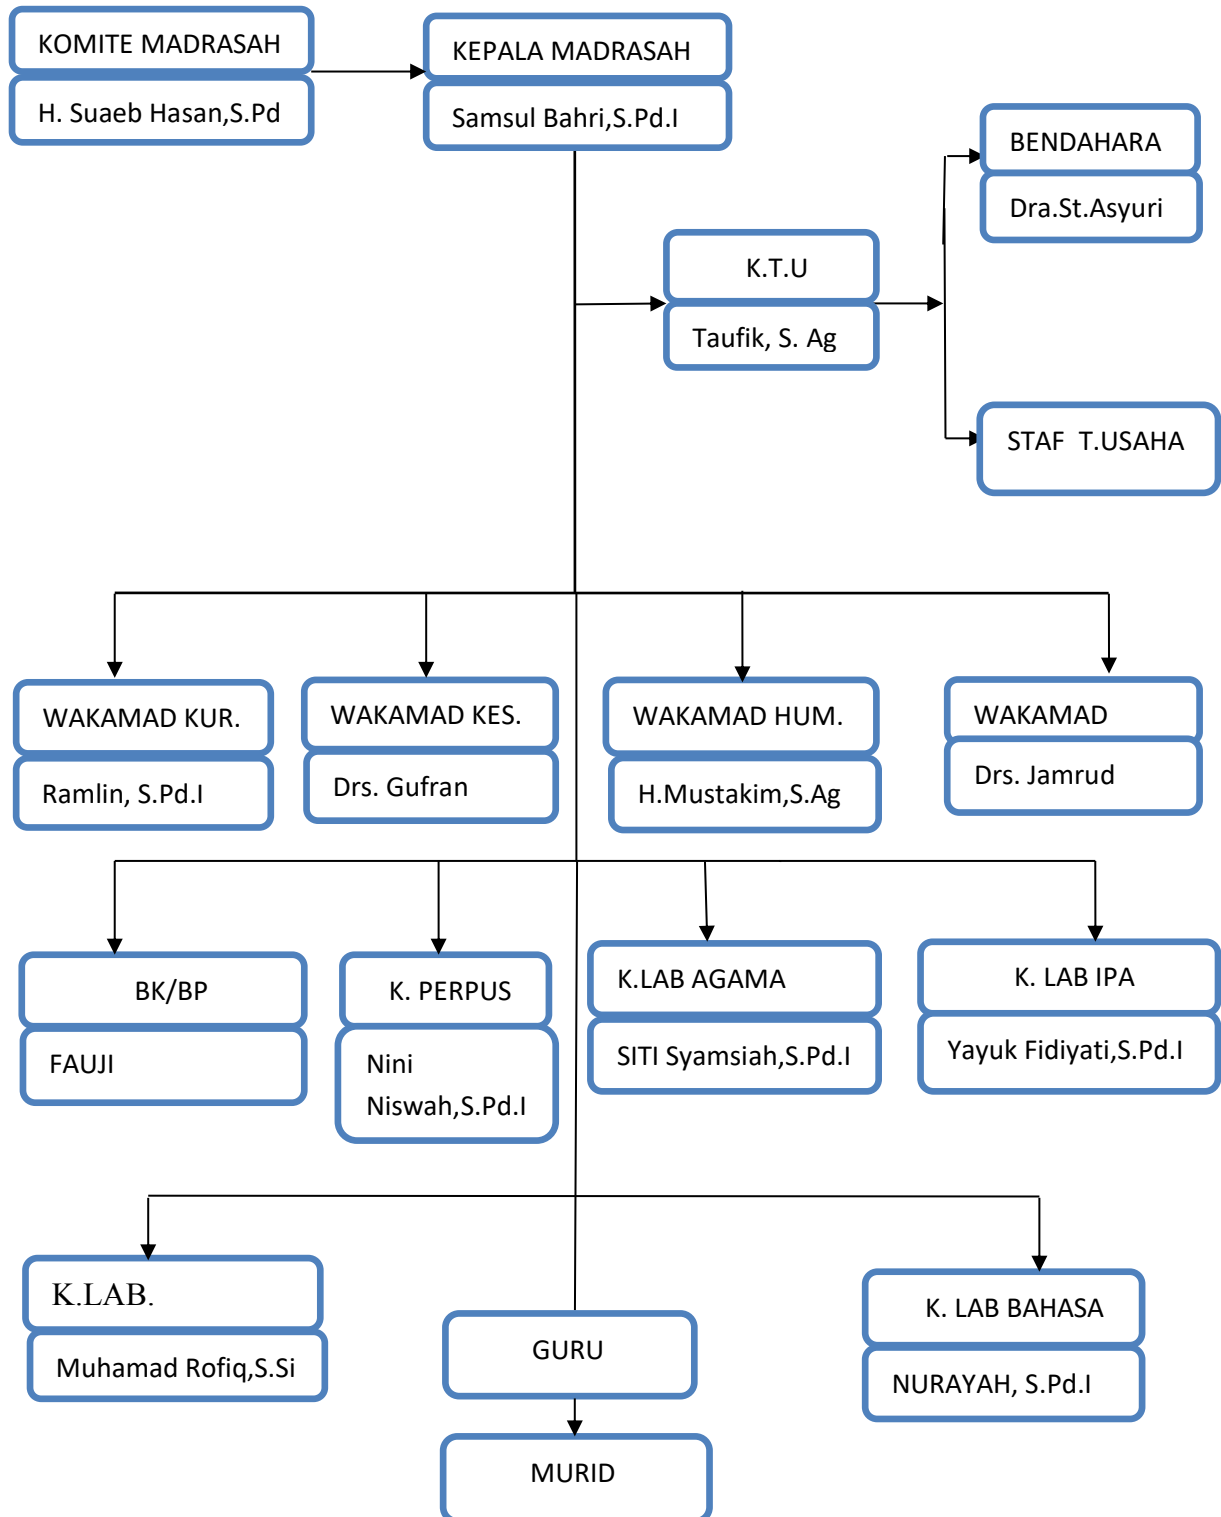 KOMITE MADRASAH
H. Suaeb Hasan,S.Pd
KEPALA MADRASAH
Samsul Bahri,S.Pd.I
BENDAHARA
Dra.St.Asyuri
K.T.U
Taufik, S. Ag
STAF T.USAHA
WAKAMAD KUR.
Ramlin, S.Pd.I
WAKAMAD KES.
Drs. Gufran
WAKAMAD HUM.
H.Mustakim,S.Ag
WAKAMAD
Drs. Jamrud
BK/BP
FAUJI
K. PERPUS
Nini
Niswah,S.Pd.I
K.LAB AGAMA
SITI Syamsiah,S.Pd.I
K. LAB IPA
Yayuk Fidiyati,S.Pd.I
K.LAB.
Muhamad Rofiq,S.Si
GURU
K. LAB BAHASA
NURAYAH, S.Pd.I
MURID